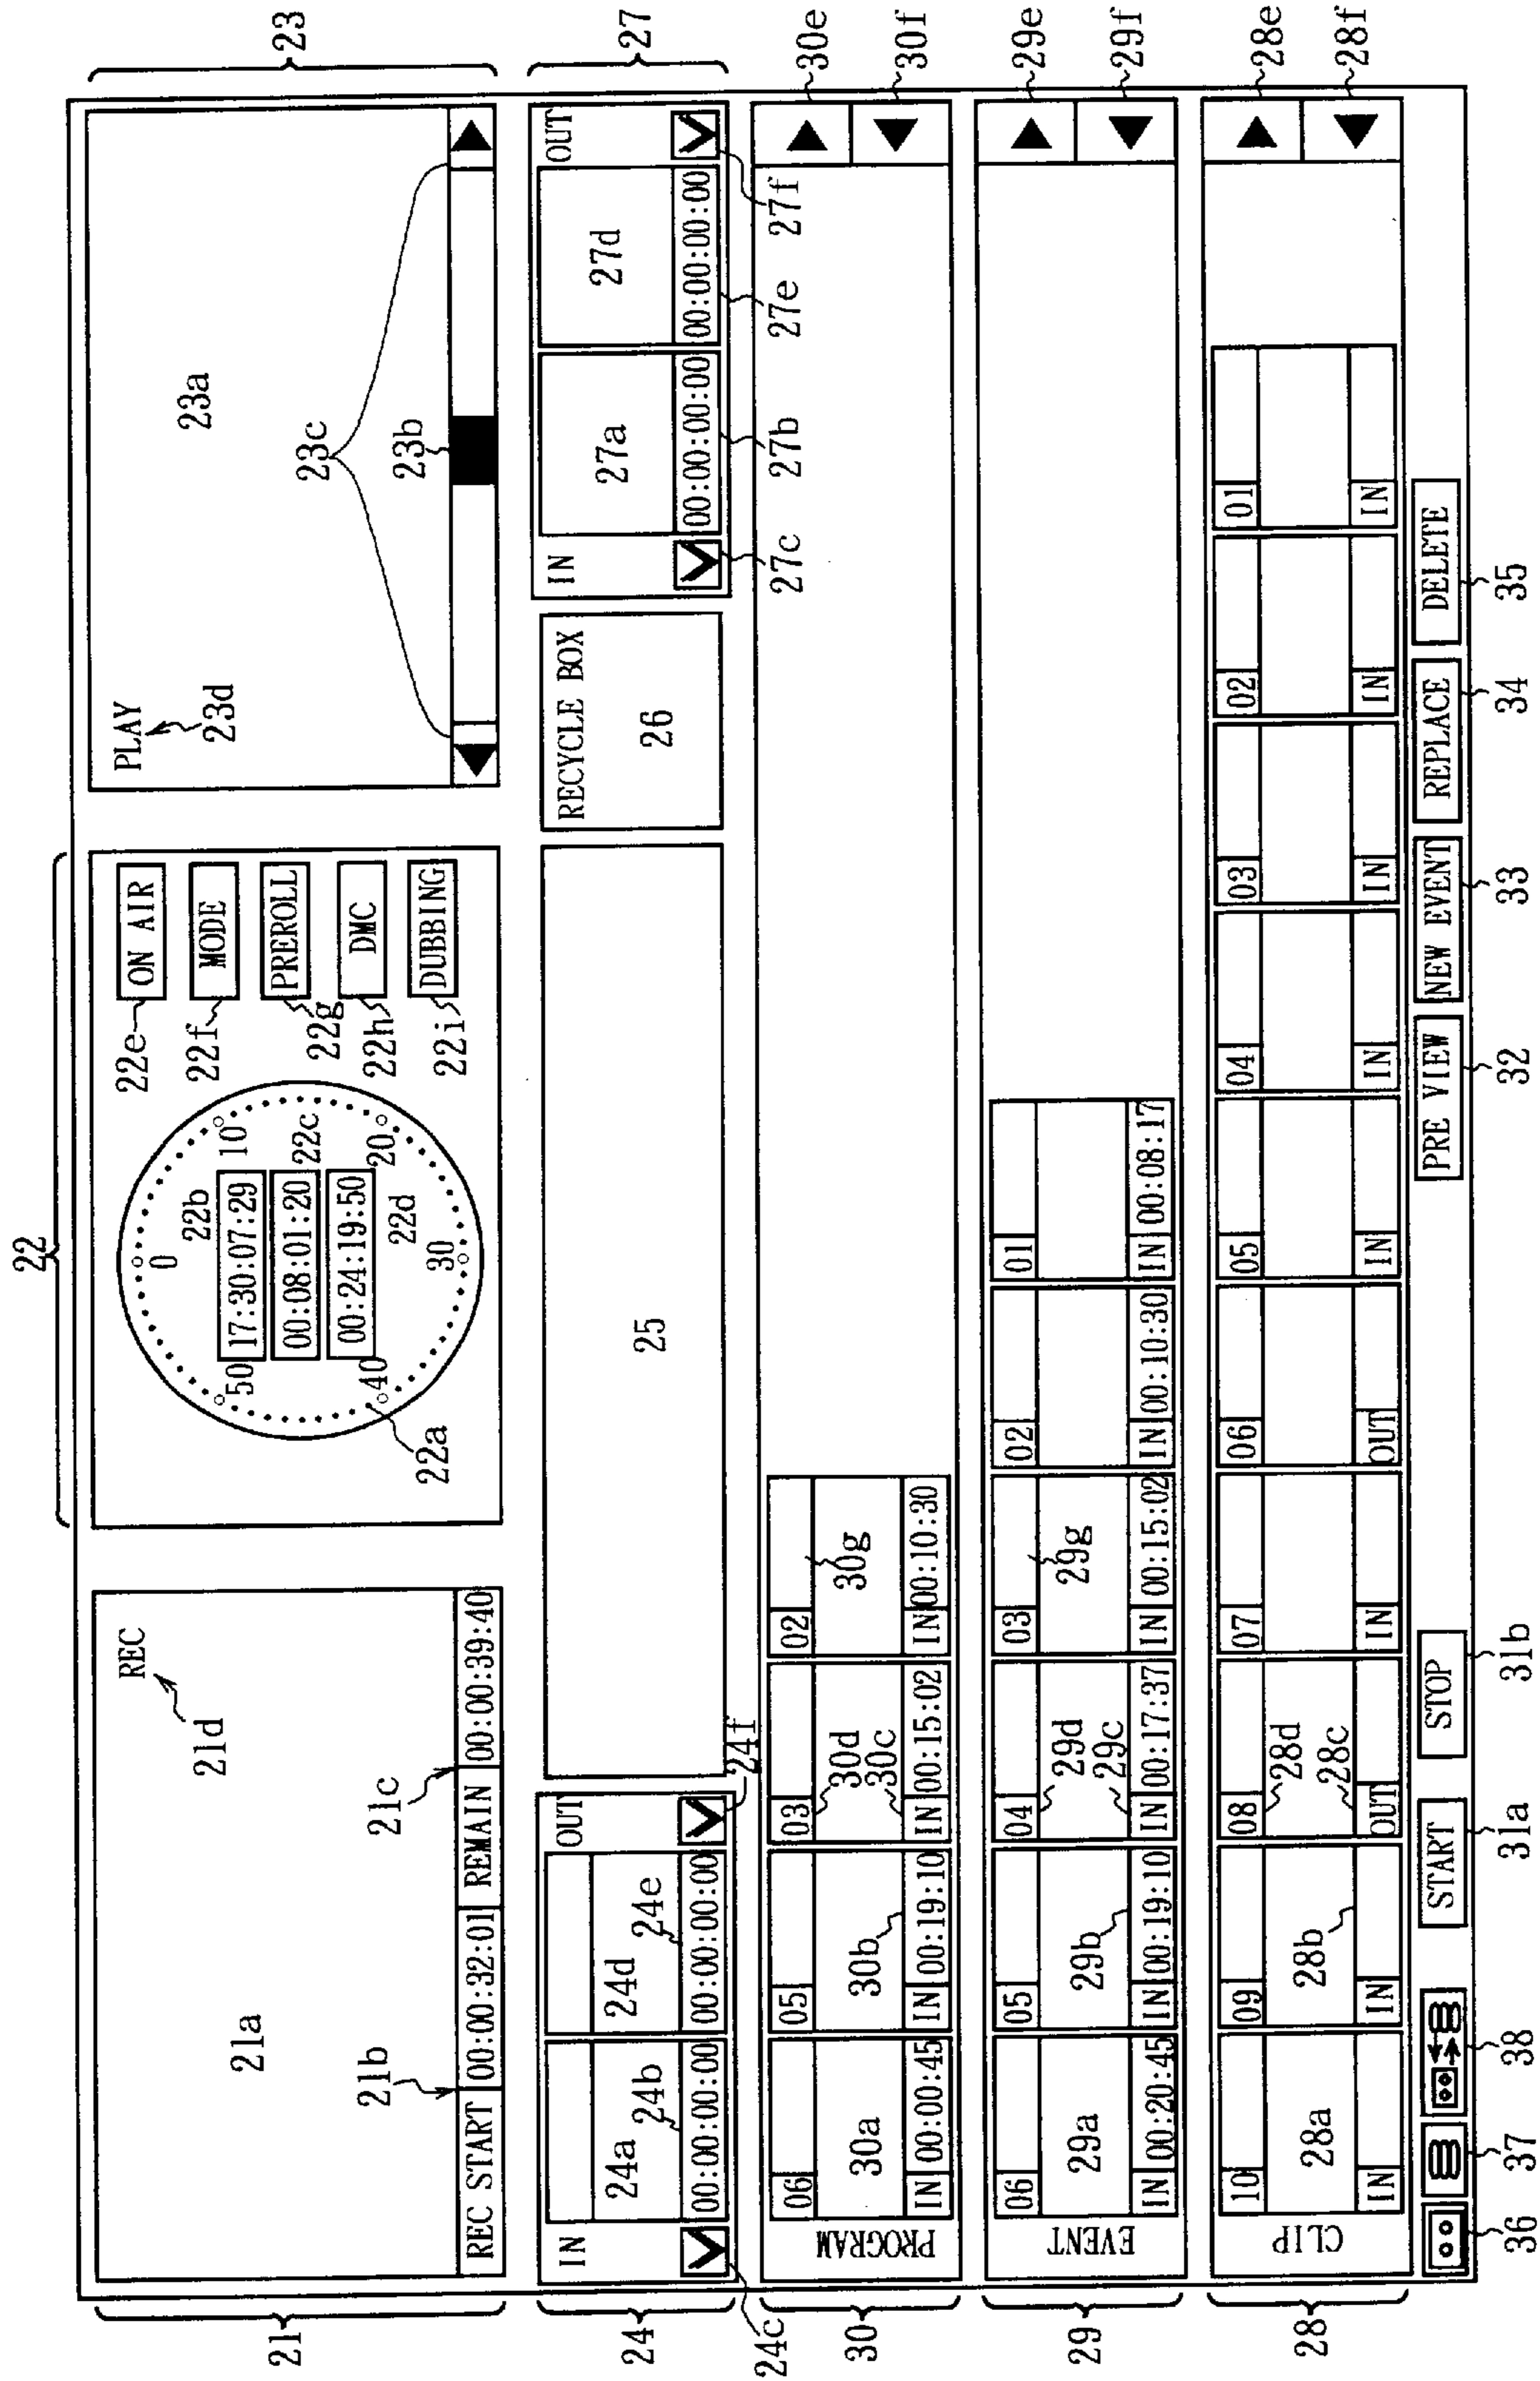 22
21
21a
REC
21d
21b
21c
REC START 00:00:32:01 REMAIN 00:00:39:40
0
10
20
30
40
50
22b
17:30:07:29
00:08:01:20
22c
00:24:19:50
22d
22a
22e
ON AIR
22f
MODE
22g
PREROLL
22h
DMC
22i
DUBBING
PLAY
23d
23a
23c
23b
23
24
IN
OUT
24a
24b
24d
24e
00:00:00:00 00:00:00:00
24c
24f
25
RECYCLE BOX
26
IN
OUT
27a
27d
00:00:00:00 00:00:00:00
27c
27b
27e
27f
27
30
PROGRAM
06 05 03 02
30a
30b
30d
30c
30g
IN 00:00:45 IN 00:19:10 IN 00:15:02 IN 00:10:30
30e
30f
29
EVENT
06 05 04 03 02 01
29a
29b
29d
29c
29g
IN 00:20:45 IN 00:19:10 IN 00:17:37 IN 00:15:02 IN 00:10:30 IN 00:08:17
29e
29f
28
CLIP
10 09 08 07 06 05 04 03 02 01
28a
28b
28d
28c
IN IN OUT IN OUT IN IN IN IN IN
28e
28f
START STOP PRE VIEW NEW EVENT REPLACE DELETE
36 37 38 31a 31b 32 33 34 35